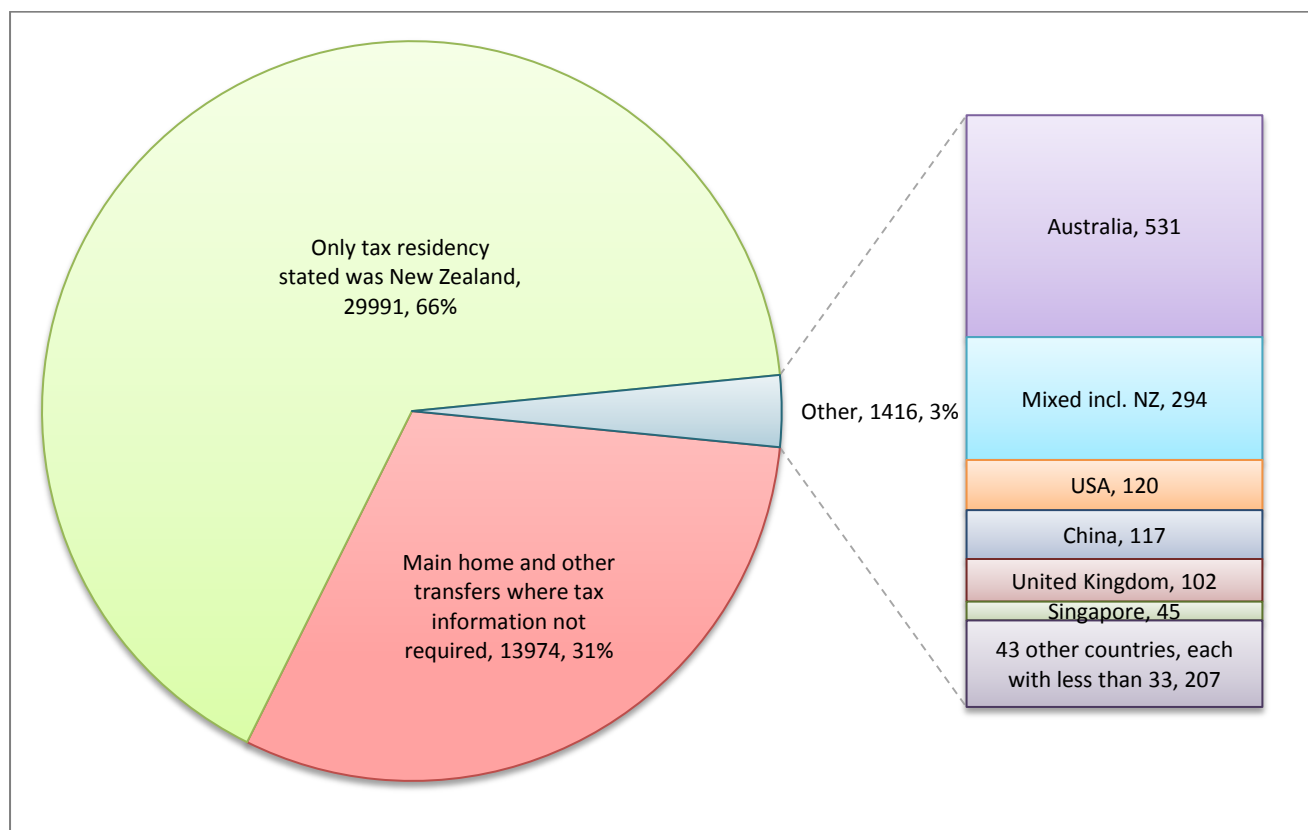 Only tax residency
stated was New Zealand,
29991, 66%
Main home and other
transfers where tax
information not
required, 13974, 31%
Other, 1416, 3%
Australia, 531
Mixed incl. NZ, 294
USA, 120
China, 117
United Kingdom, 102
Singapore, 45
43 other countries, each
with less than 33, 207